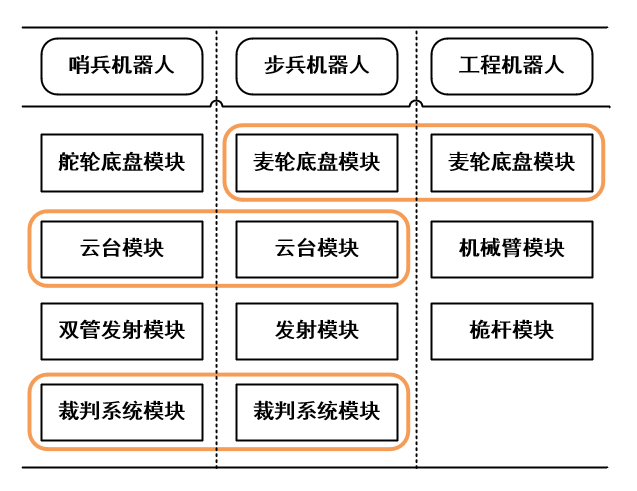 哨兵机器人
步兵机器人
工程机器人
舵轮底盘模块
麦轮底盘模块
麦轮底盘模块
云台模块
云台模块
机械臂模块
双管发射模块
发射模块
桅杆模块
裁判系统模块
裁判系统模块